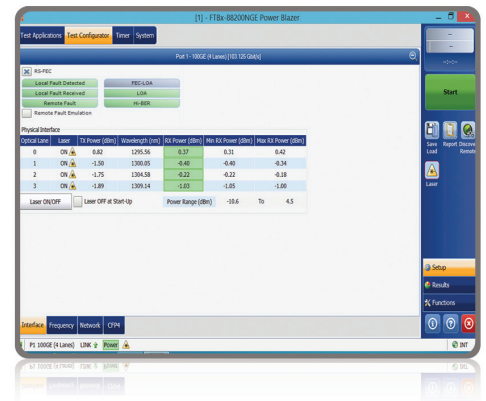 [1] - FTBx-88200NGE Power Blazer
Test Applications Test Configurator Timer System
Port 1 - 100GE (4 Lanes) [103.125 Gbit/s]
RS-FEC
Local Fault Detected FEC-LOA
Local Fault Received LOA
Remote Fault Hi-BER
Remote Fault Emulation
Physical Interface
Optical Lane Laser TX Power (dBm) Wavelength (nm) RX Power (dBm) Min RX Power (dBm) Max RX Power (dBm)
0 ON 0.82 1295.56 0.37 0.31 0.42
1 ON -1.50 1300.05 -0.40 -0.40 -0.34
2 ON -1.75 1304.58 -0.22 -0.22 -0.18
3 ON -1.89 1309.14 -1.03 -1.05 -1.00
Laser ON/OFF Laser OFF at Start-Up Power Range (dBm) -10.6 To 4.5
Interface Frequency Network CFP4
P1 100GE (4 Lanes) LINK Power
--
--
--:--:--
Start
Save Load
Report
Discover Remote
Laser
Setup
Results
Functions
INT